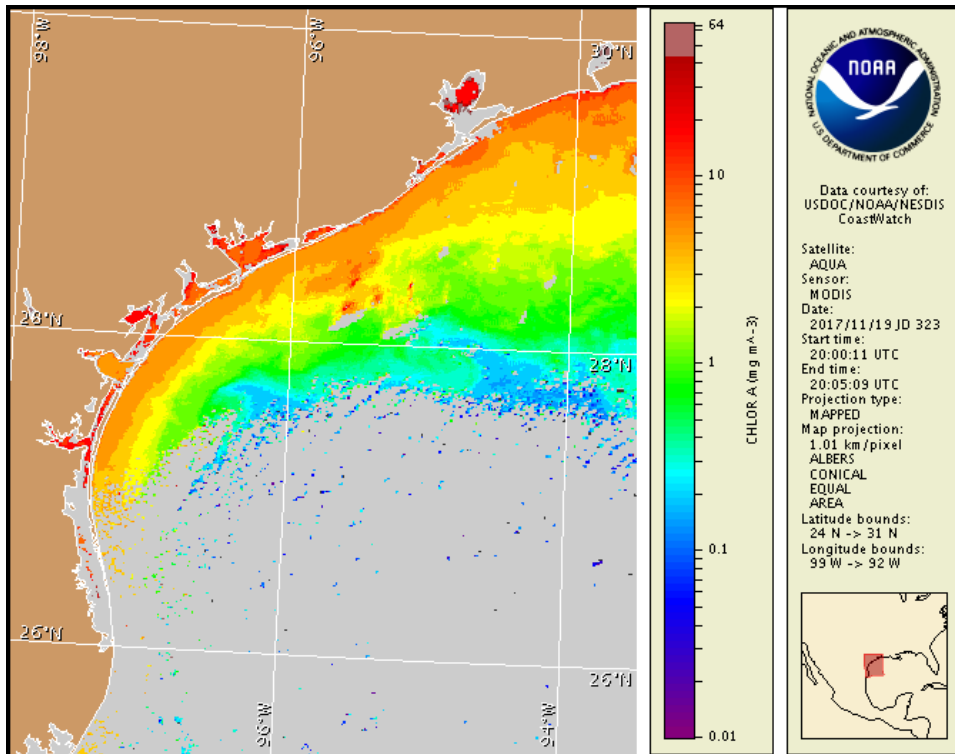 98°W
96°W
30°N
28°N
28°N
26°N
26°N
96°W
94°W
64
10
1
0.1
0.01
CHLOR A (mg m^-3)
NATIONAL OCEANIC AND ATMOSPHERIC ADMINISTRATION
NOAA
U.S. DEPARTMENT OF COMMERCE
Data courtesy of:
USDOC/NOAA/NESDIS
CoastWatch
Satellite:
AQUA
Sensor:
MODIS
Date:
2017/11/19 JD 323
Start time:
20:00:11 UTC
End time:
20:05:09 UTC
Projection type:
MAPPED
Map projection:
1.01 km/pixel
ALBERS
CONICAL
EQUAL
AREA
Latitude bounds:
24 N -> 31 N
Longitude bounds:
99 W -> 92 W